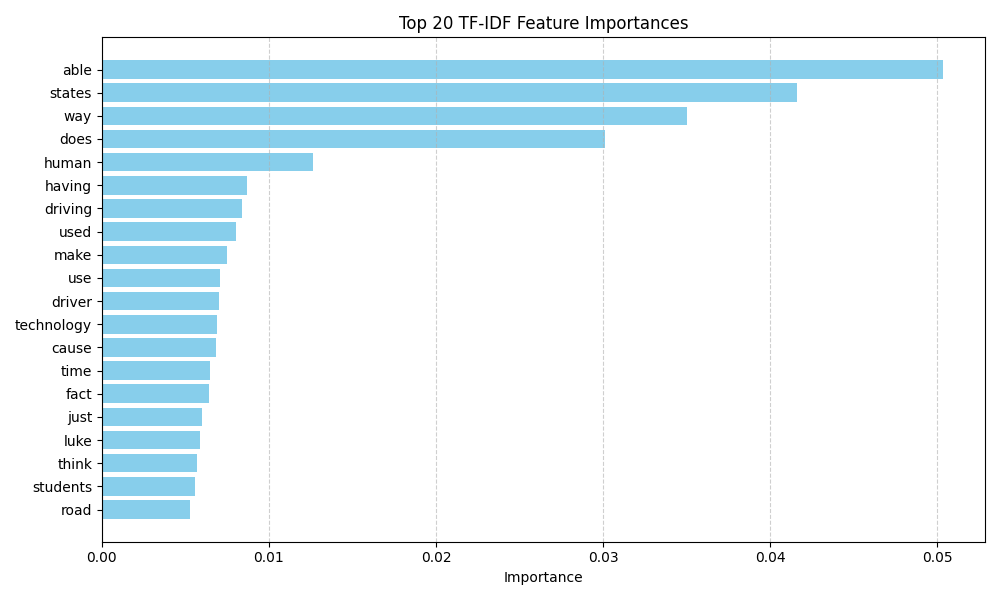 Top 20 TF-IDF Feature Importances
able
states
way
does
human
having
driving
used
make
use
driver
technology
cause
time
fact
just
luke
think
students
road
0.00 0.01 0.02 0.03 0.04 0.05
Importance